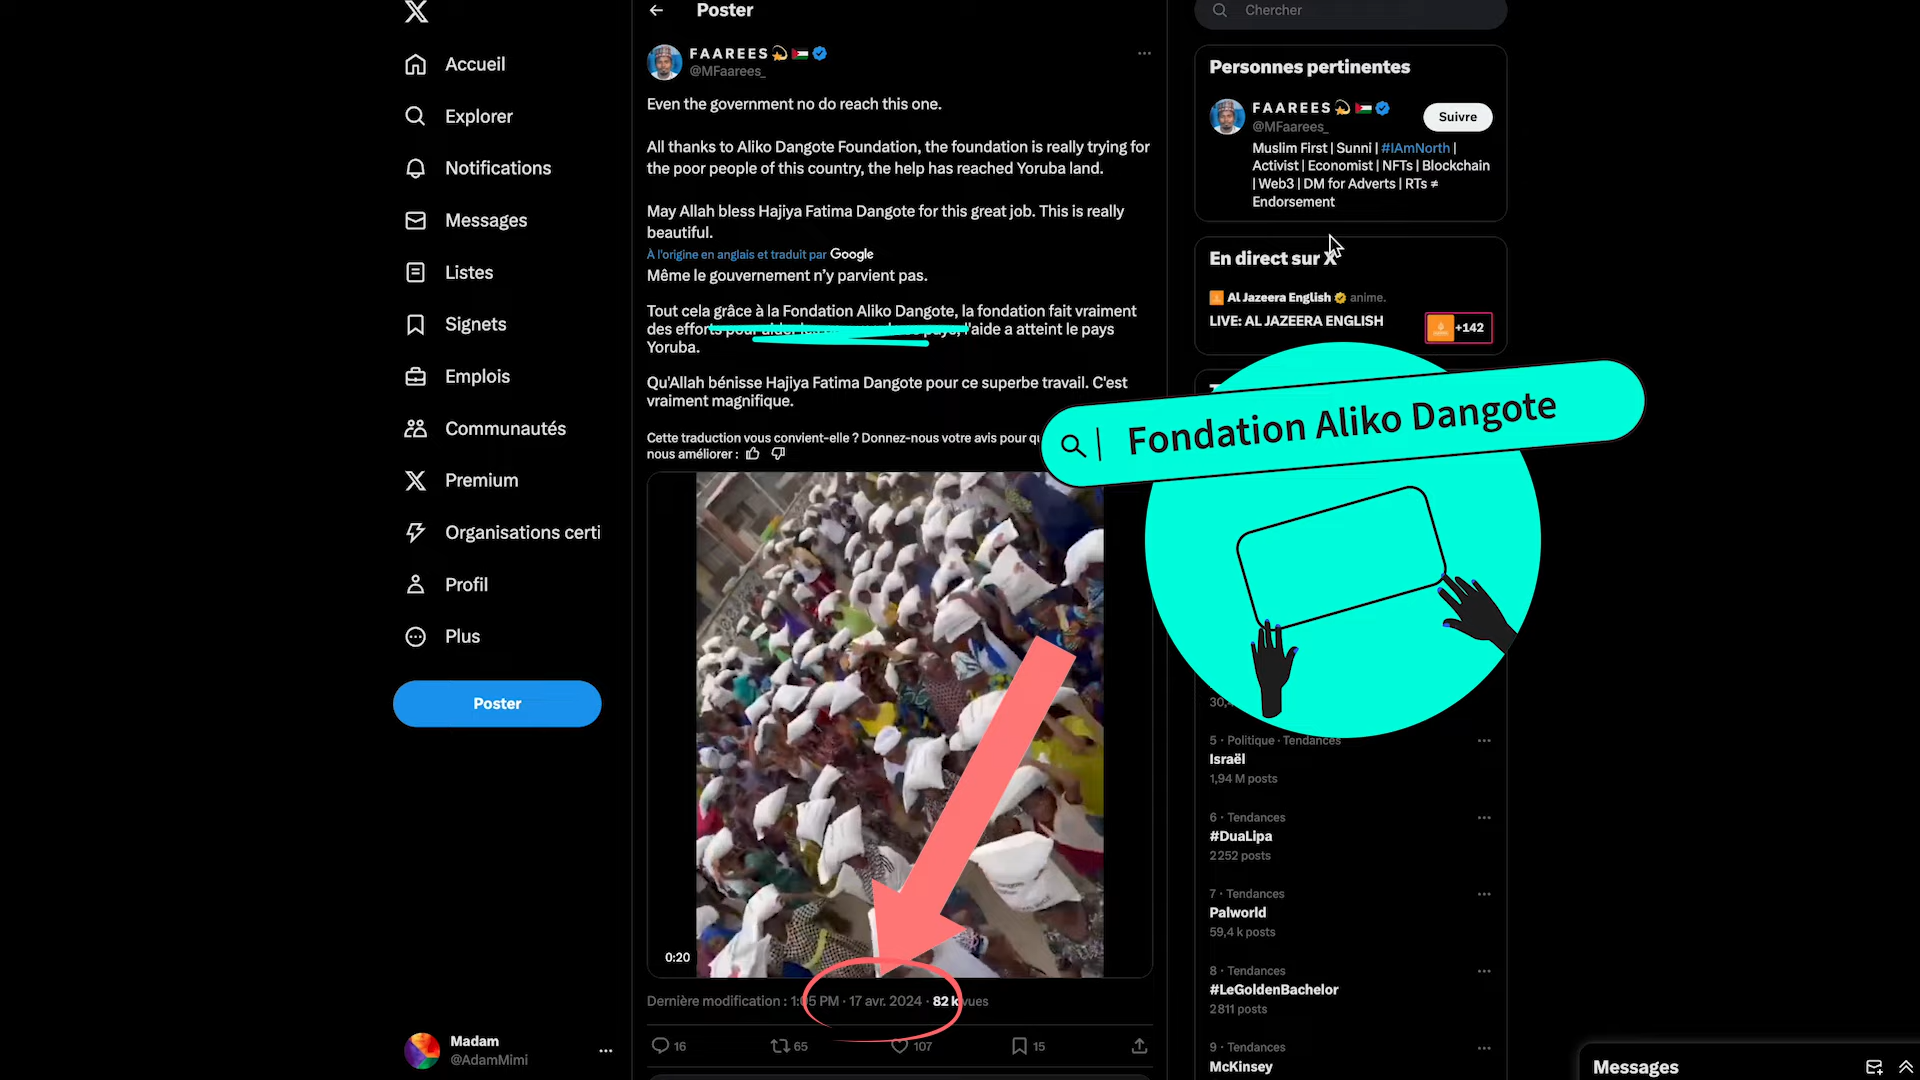 Accueil
Explorer
Notifications
Messages
Listes
Signets
Emplois
Communautés
Premium
Organisations certi
Profil
Plus
Poster
Madam
@AdamMimi
Poster
FAAREES
@MFaarees_
Even the government no do reach this one.
All thanks to Aliko Dangote Foundation, the foundation is really trying for
the poor people of this country, the help has reached Yoruba land.
May Allah bless Hajiya Fatima Dangote for this great job. This is really
beautiful.
À l'origine en anglais et traduit par Google
Même le gouvernement n'y parvient pas.
Tout cela grâce à la Fondation Aliko Dangote, la fondation fait vraiment
des efforts pour l'aide a atteint le pays
Yoruba.
Qu'Allah bénisse Hajiya Fatima Dangote pour ce superbe travail. C'est
vraiment magnifique.
Cette traduction vous convient-elle ? Donnez-nous votre avis pour
nous améliorer :
0:20
Dernière modification : 1:05 PM · 17 avr. 2024 · 82 k vues
16
65
107
15
Chercher
Personnes pertinentes
FAAREES
@MFaarees_
Suivre
Muslim First | Sunni | #IAmNorth |
Activist | Economist | NFTs | Blockchain
| Web3 | DM for Adverts | RTs ≠
Endorsement
En direct sur X
Al Jazeera English anime.
LIVE: AL JAZEERA ENGLISH
+142
Fondation Aliko Dangote
5 · Politique · Tendances
Israël
1,94 M posts
6 · Tendances
#DuaLipa
2 252 posts
7 · Tendances
Palworld
59,4 k posts
8 · Tendances
#LeGoldenBachelor
2 811 posts
9 · Tendances
McKinsey
Messages